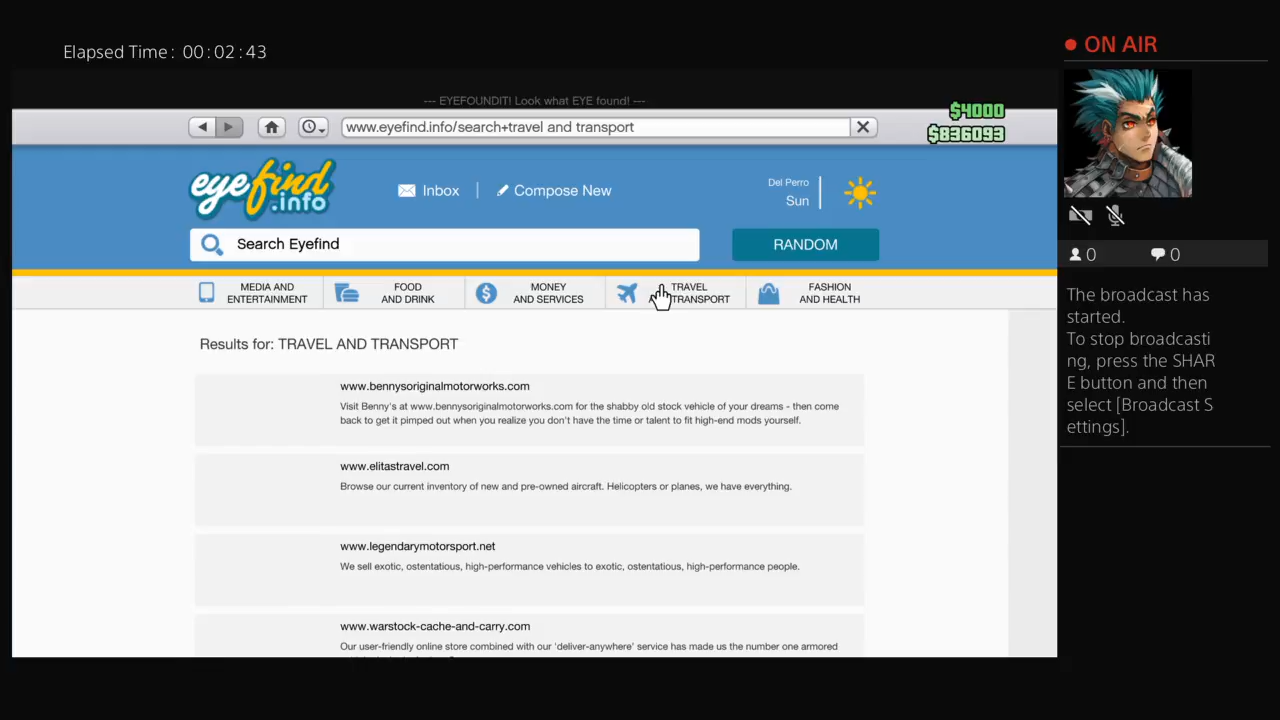 Elapsed Time: 00:02:43
ON AIR
--- EYEFOUNDIT! Look what EYE found! ---
www.eyefind.info/search+travel and transport
$4000
$836093
eyefind.info
Inbox
Compose New
Del Perro
Sun
Search Eyefind
RANDOM
MEDIA AND
ENTERTAINMENT
FOOD
AND DRINK
MONEY
AND SERVICES
TRAVEL
TRANSPORT
FASHION
AND HEALTH
0
0
The broadcast has
started.
To stop broadcasti
ng, press the SHAR
E button and then
select [Broadcast S
ettings].
Results for: TRAVEL AND TRANSPORT
www.bennysoriginalmotorworks.com
Visit Benny's at www.bennysoriginalmotorworks.com for the shabby old stock vehicle of your dreams - then come
back to get it pimped out when you realize you don't have the time or talent to fit high-end mods yourself.
www.elitastravel.com
Browse our current inventory of new and pre-owned aircraft. Helicopters or planes, we have everything.
www.legendarymotorsport.net
We sell exotic, ostentatious, high-performance vehicles to exotic, ostentatious, high-performance people.
www.warstock-cache-and-carry.com
Our user-friendly online store combined with our 'deliver-anywhere' service has made us the number one armored